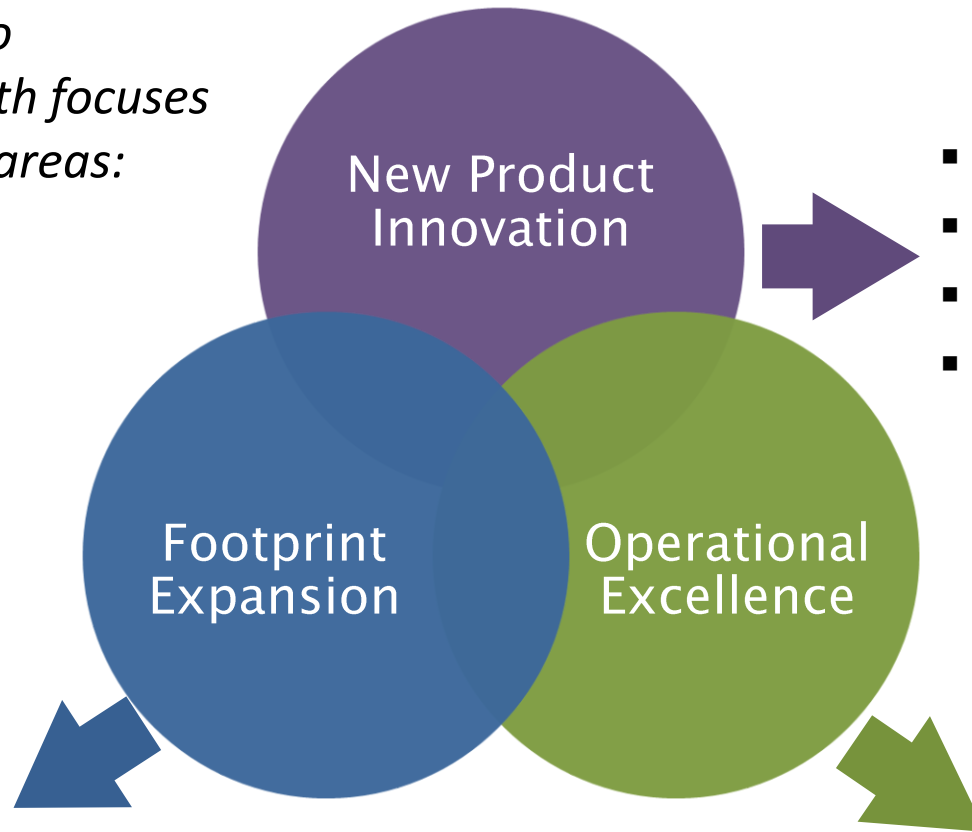 th focuses
areas:
New Product
Innovation
Footprint
Expansion
Operational
Excellence